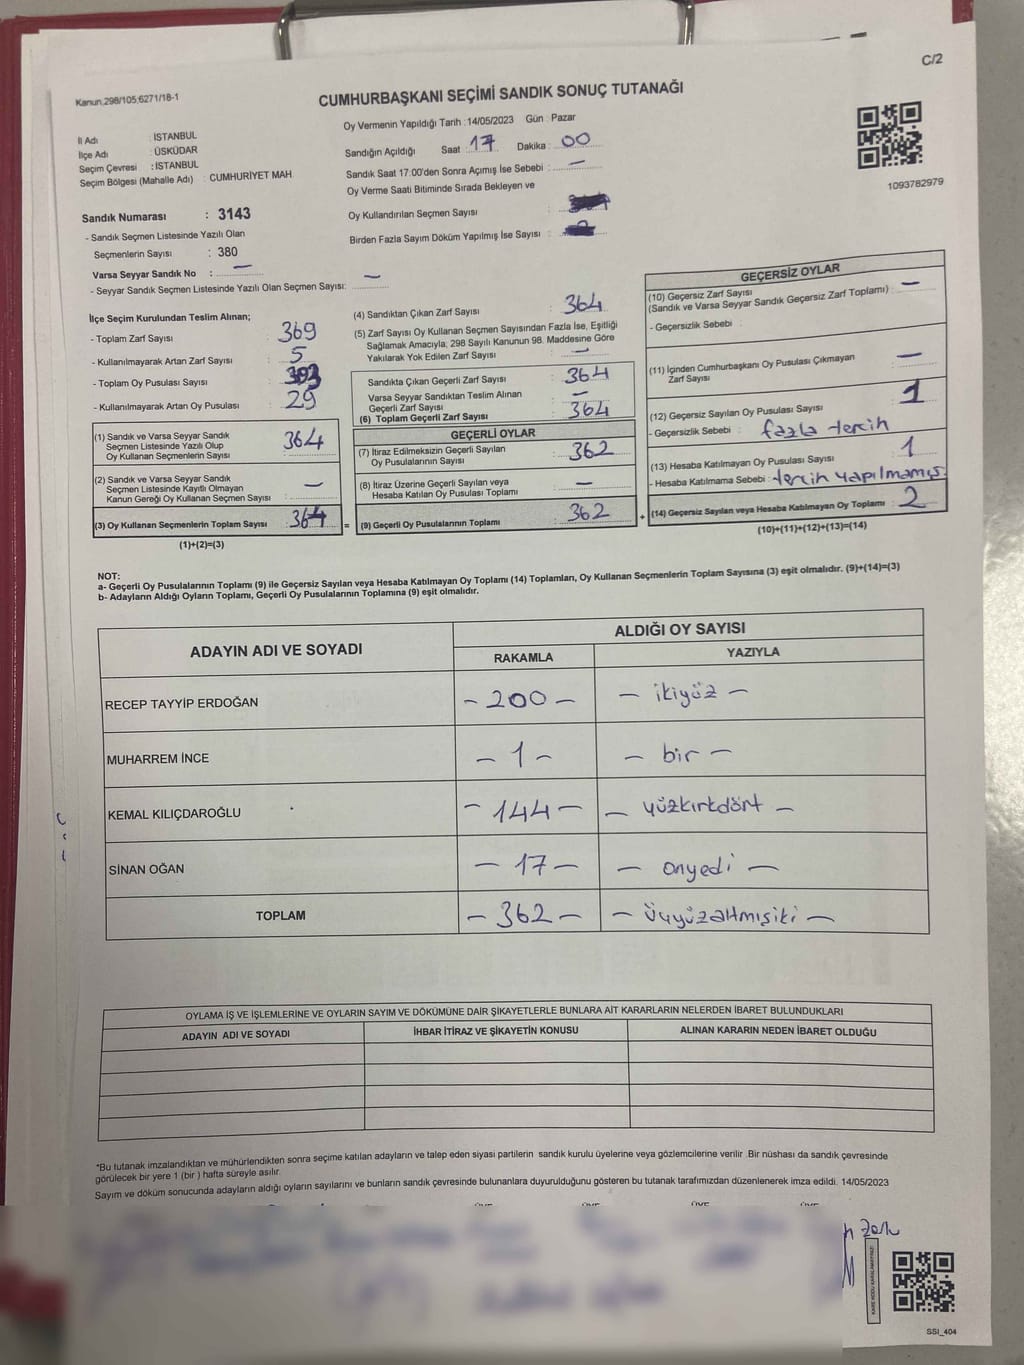 C/2
Kanun,298/105;6271/18-1
CUMHURBAŞKANI SEÇİMİ SANDIK SONUÇ TUTANAĞI
İl Adı : İSTANBUL
İlçe Adı : ÜSKÜDAR
Seçim Çevresi : İSTANBUL
Seçim Bölgesi (Mahalle Adı) : CUMHURİYET MAH.
Oy Vermenin Yapıldığı Tarih :14/05/2023 Gün : Pazar
Sandığın Açıldığı Saat : 17 Dakika : 00
Sandık Saat 17:00'den Sonra Açımış İse Sebebi : —
Oy Verme Saati Bitiminde Sırada Bekleyen ve
Oy Kullandırılan Seçmen Sayısı :
Birden Fazla Sayım Döküm Yapılmış İse Sayısı :
1093782979
Sandık Numarası : 3143
- Sandık Seçmen Listesinde Yazılı Olan
Seçmenlerin Sayısı : 380
Varsa Seyyar Sandık No : —
- Seyyar Sandık Seçmen Listesinde Yazılı Olan Seçmen Sayısı: —
İlçe Seçim Kurulundan Teslim Alınan;
- Toplam Zarf Sayısı : 369
- Kullanılmayarak Artan Zarf Sayısı : 5
- Toplam Oy Pusulası Sayısı : 393
- Kullanılmayarak Artan Oy Pusulası : 29
(1) Sandık ve Varsa Seyyar Sandık
Seçmen Listesinde Yazılı Olup
Oy Kullanan Seçmenlerin Sayısı : 364
(2) Sandık ve Varsa Seyyar Sandık
Seçmen Listesinde Kayıtlı Olmayan
Kanun Gereği Oy Kullanan Seçmen Sayısı : —
(3) Oy Kullanan Seçmenlerin Toplam Sayısı : 364 =
(1)+(2)=(3)
(4) Sandıktan Çıkan Zarf Sayısı : 364
(5) Zarf Sayısı Oy Kullanan Seçmen Sayısından Fazla İse, Eşitliği
Sağlamak Amacıyla, 298 Sayılı Kanunun 98. Maddesine Göre
Yakılarak Yok Edilen Zarf Sayısı : —
Sandıkta Çıkan Geçerli Zarf Sayısı : 364
Varsa Seyyar Sandıktan Teslim Alınan
Geçerli Zarf Sayısı : —
(6) Toplam Geçerli Zarf Sayısı : 364
GEÇERLİ OYLAR
(7) İtiraz Edilmeksizin Geçerli Sayılan
Oy Pusulalarının Sayısı : 362
(8) İtiraz Üzerine Geçerli Sayılan veya
Hesaba Katılan Oy Pusulası Toplamı : —
(9) Geçerli Oy Pusulalarının Toplamı : 362 +
GEÇERSİZ OYLAR
(10) Geçersiz Zarf Sayısı
(Sandık ve Varsa Seyyar Sandık Geçersiz Zarf Toplamı) : —
- Geçersizlik Sebebi :
(11) İçinden Cumhurbaşkanı Oy Pusulası Çıkmayan
Zarf Sayısı : —
(12) Geçersiz Sayılan Oy Pusulası Sayısı : 1
- Geçersizlik Sebebi : fazla tercih
(13) Hesaba Katılmayan Oy Pusulası Sayısı : 1
- Hesaba Katılmama Sebebi : tercih yapılmamış.
(14) Geçersiz Sayılan veya Hesaba Katılmayan Oy Toplamı : 2
(10)+(11)+(12)+(13)=(14)
NOT:
a- Geçerli Oy Pusulalarının Toplamı (9) ile Geçersiz Sayılan veya Hesaba Katılmayan Oy Toplamı (14) Toplamları, Oy Kullanan Seçmenlerin Toplam Sayısına (3) eşit olmalıdır. (9)+(14)=(3)
b- Adayların Aldığı Oyların Toplamı, Geçerli Oy Pusulalarının Toplamına (9) eşit olmalıdır.
ADAYIN ADI VE SOYADI
ALDIĞI OY SAYISI
RAKAMLA YAZIYLA
RECEP TAYYİP ERDOĞAN - 200 - - ikiyüz -
MUHARREM İNCE - 1 - - bir -
KEMAL KILIÇDAROĞLU - 144 - - yüzkırkdört -
SİNAN OĞAN - 17 - - onyedi -
TOPLAM - 362 - - üçyüzaltmışiki -
OYLAMA İŞ VE İŞLEMLERİNE VE OYLARIN SAYIM VE DÖKÜMÜNE DAİR ŞİKAYETLERLE BUNLARA AİT KARARLARIN NELERDEN İBARET BULUNDUKLARI
ADAYIN ADI VE SOYADI İHBAR İTİRAZ VE ŞİKAYETİN KONUSU ALINAN KARARIN NEDEN İBARET OLDUĞU
*Bu tutanak imzalandıktan ve mühürlendikten sonra seçime katılan adayların ve talep eden siyasi partilerin sandık kurulu üyelerine veya gözlemcilerine verilir .Bir nüshası da sandık çevresinde
görülecek bir yere 1 (bir ) hafta süreyle asılır.
Sayım ve döküm sonucunda adayların aldığı oyların sayılarını ve bunların sandık çevresinde bulunanlara duyurulduğunu gösteren bu tutanak tarafımızdan düzenlenerek imza edildi. 14/05/2023
ÜYE ÜYE ÜYE ÜYE
KARE KODU KARALAMAYINIZ!
SSI_404